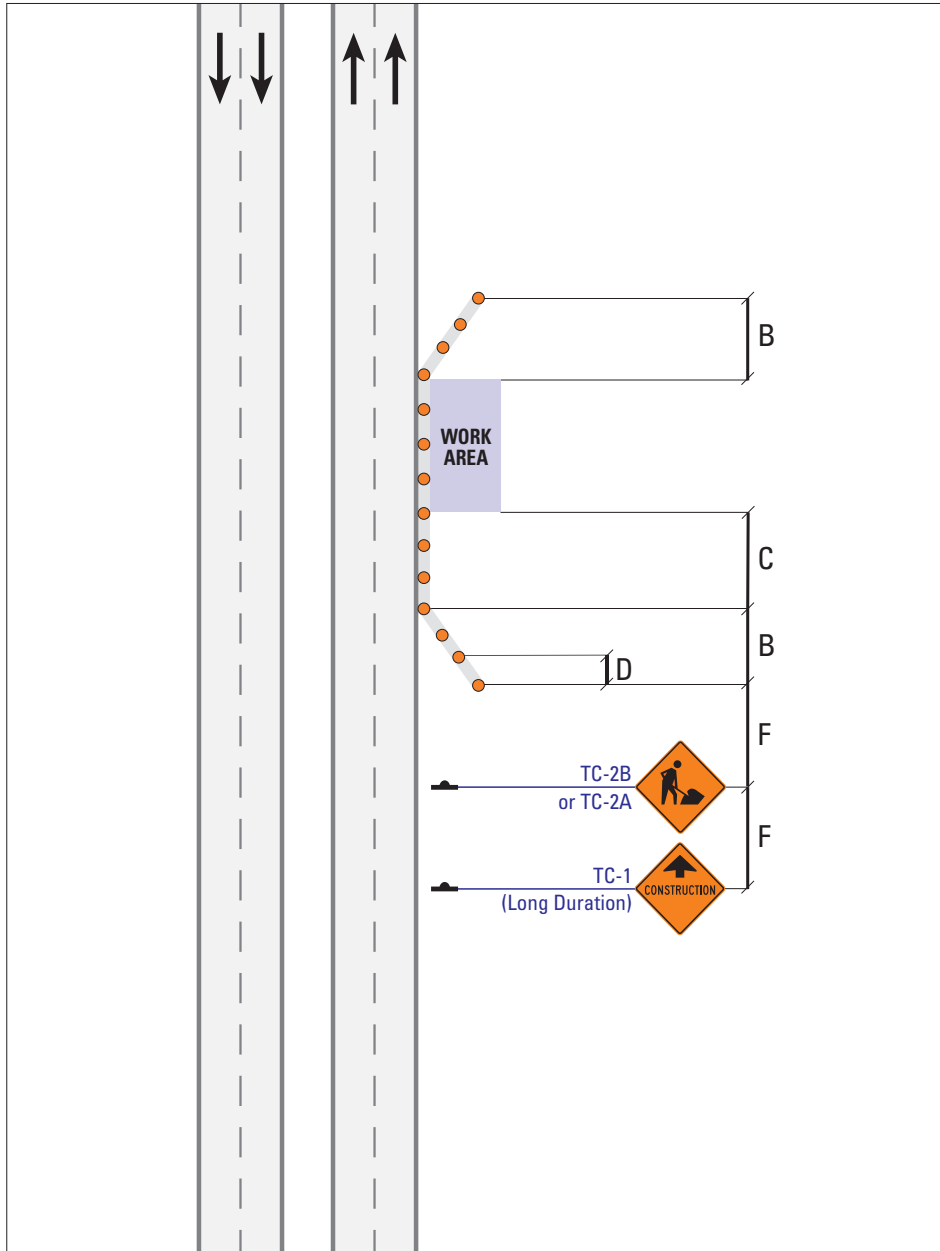 B
WORK
AREA
C
B
D
F
TC-2B
or TC-2A
F
TC-1
(Long Duration)
CONSTRUCTION